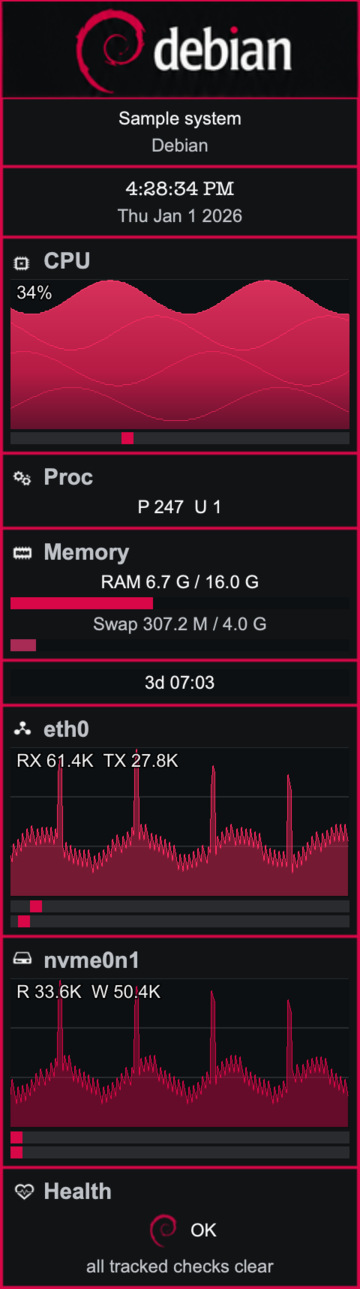 debian
Sample system
Debian
4:28:34 PM
Thu Jan 1 2026
CPU
34%
Proc
P 247 U 1
Memory
RAM 6.7 G / 16.0 G
Swap 307.2 M / 4.0 G
3d 07:03
eth0
RX 61.4K TX 27.8K
nvme0n1
R 33.6K W 50.4K
Health
OK
all tracked checks clear